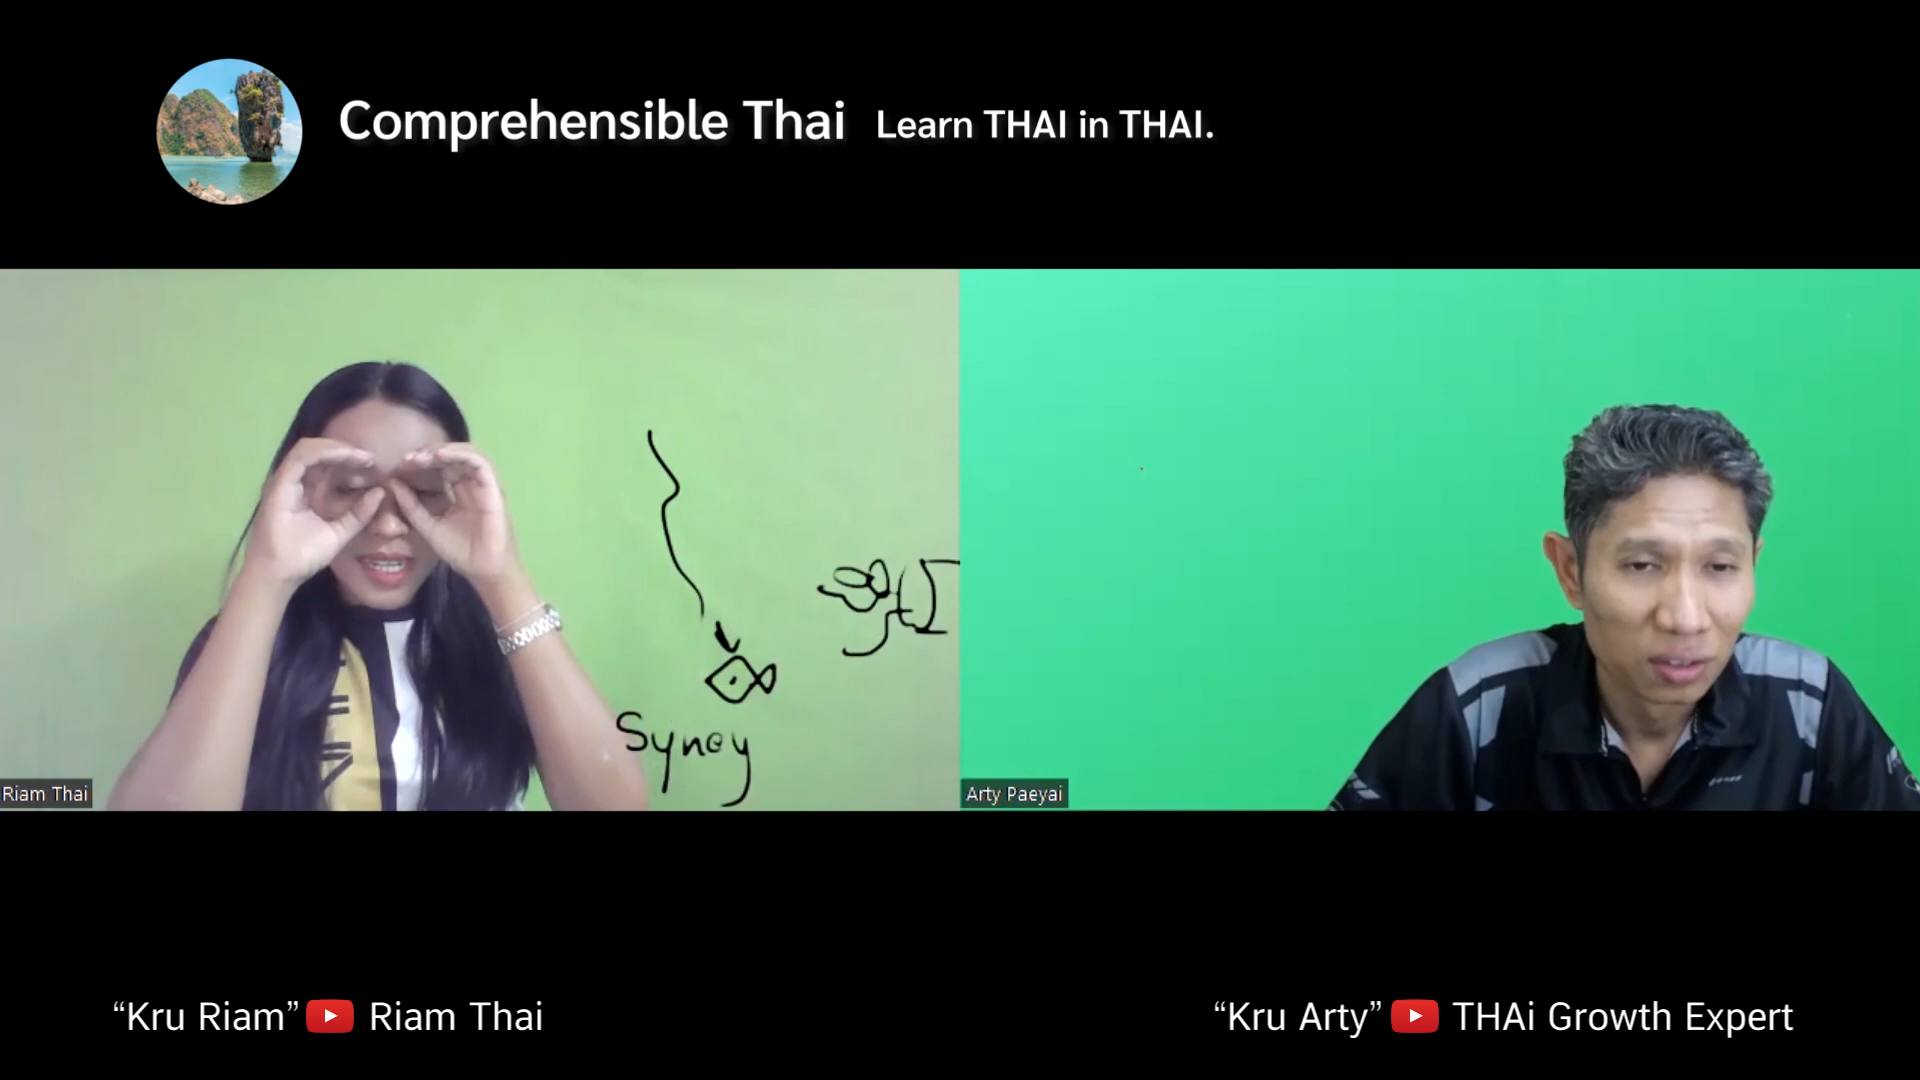 Comprehensible Thai Learn THAI in THAI.
Syney
Riam Thai
Arty Paeyai
“Kru Riam” Riam Thai
“Kru Arty” THAi Growth Expert